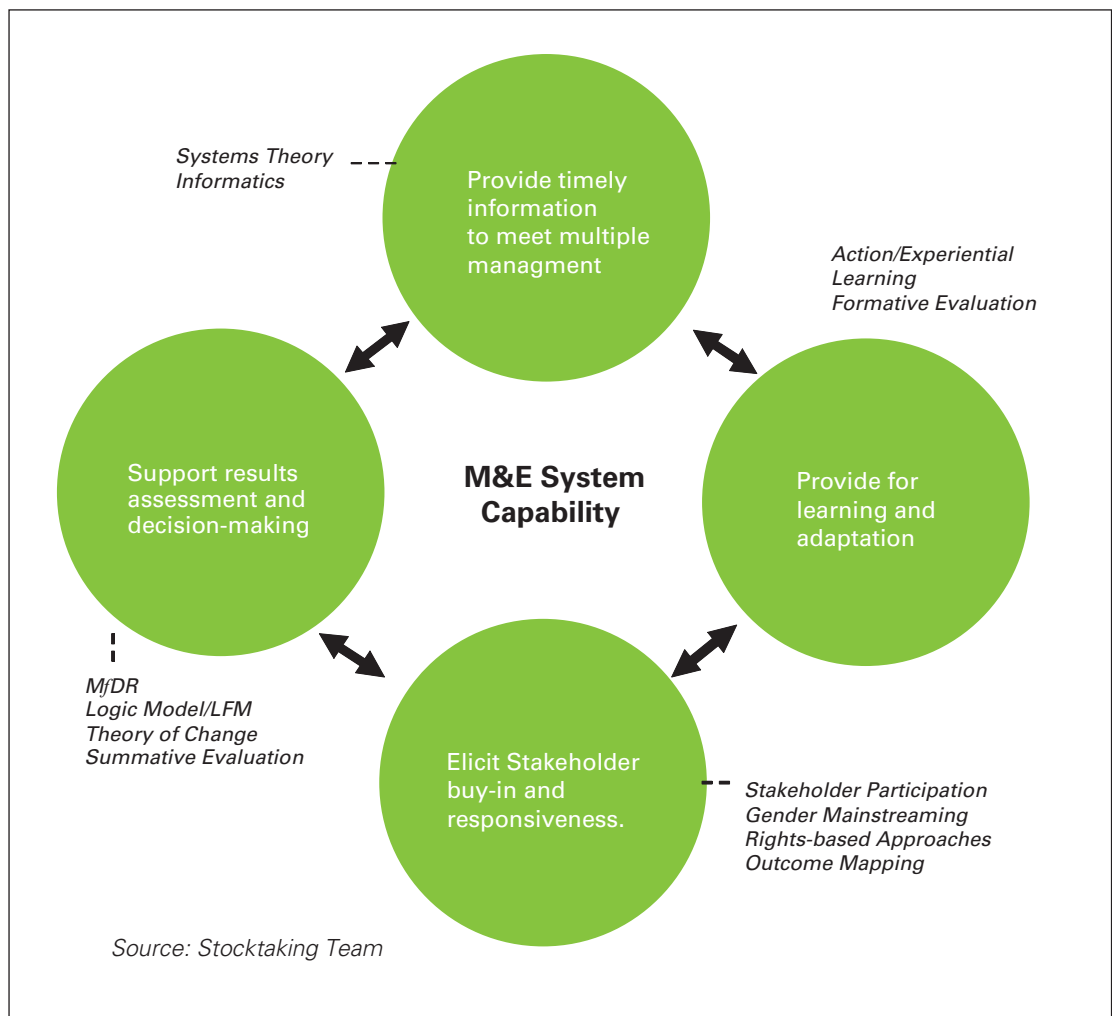 Systems Theory
Informatics
Provide timely
information
to meet multiple
managment
Action/Experiential
Learning
Formative Evaluation
Support results
assessment and
decision-making
M&E System
Capability
Provide for
learning and
adaptation
MfDR
Logic Model/LFM
Theory of Change
Summative Evaluation
Elicit Stakeholder
buy-in and
responsiveness.
Stakeholder Participation
Gender Mainstreaming
Rights-based Approaches
Outcome Mapping
Source: Stocktaking Team